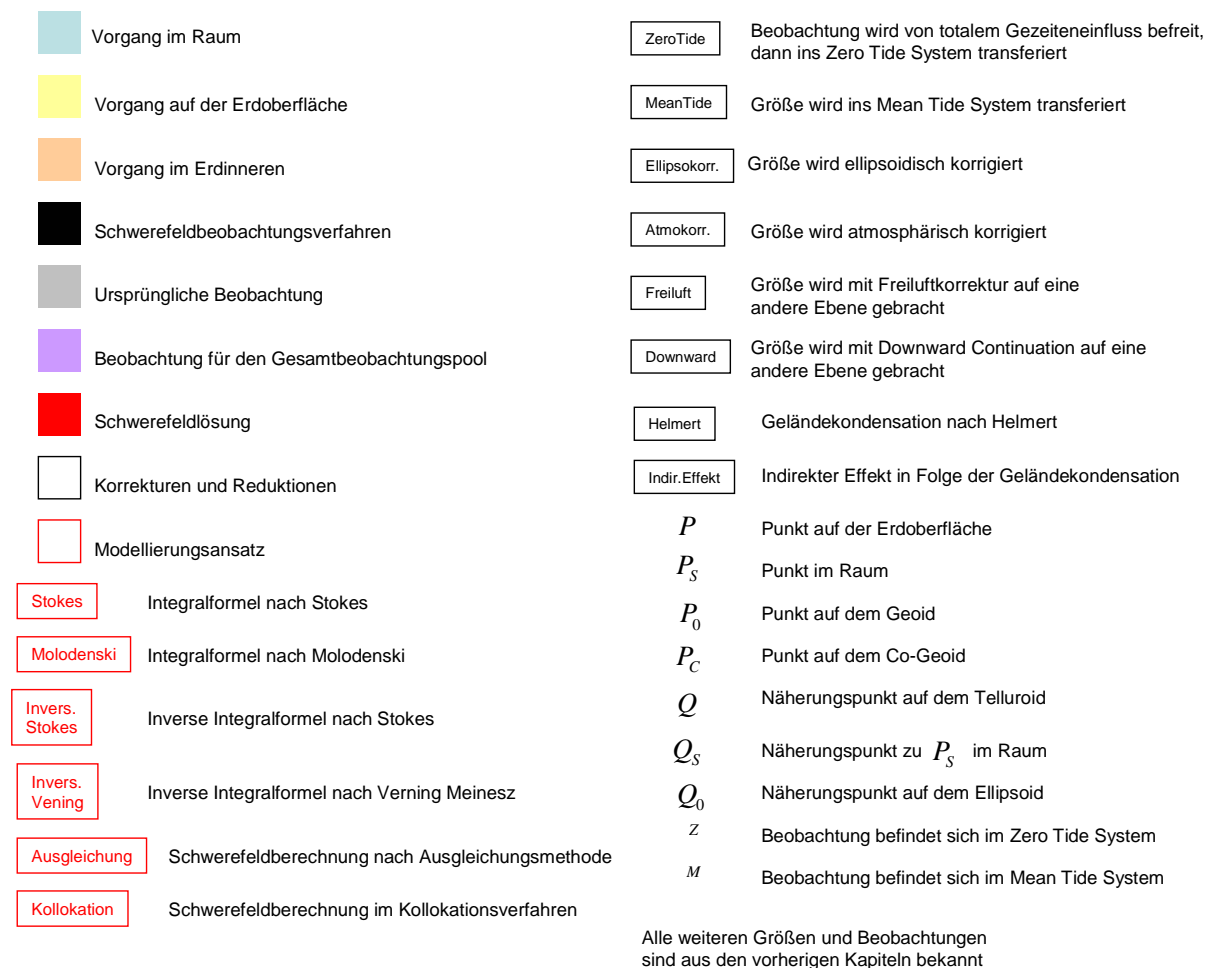 Vorgang im Raum
Vorgang auf der Erdoberfläche
Vorgang im Erdinneren
Schwerefeldbeobachtungsverfahren
Ursprüngliche Beobachtung
Beobachtung für den Gesamtbeobachtungspool
Schwerefeldlösung
Korrekturen und Reduktionen
Modellierungsansatz
Stokes Integralformel nach Stokes
Molodenski Integralformel nach Molodenski
Invers.
Stokes
Inverse Integralformel nach Stokes
Invers.
Vening
Inverse Integralformel nach Verning Meinesz
Ausgleichung Schwerefeldberechnung nach Ausgleichungsmethode
Kollokation Schwerefeldberechnung im Kollokationsverfahren
ZeroTide Beobachtung wird von totalem Gezeiteneinfluss befreit,
dann ins Zero Tide System transferiert
MeanTide Größe wird ins Mean Tide System transferiert
Ellipsokorr. Größe wird ellipsoidisch korrigiert
Atmokorr. Größe wird atmosphärisch korrigiert
Freiluft Größe wird mit Freiluftkorrektur auf eine
andere Ebene gebracht
Downward Größe wird mit Downward Continuation auf eine
andere Ebene gebracht
Helmert Geländekondensation nach Helmert
Indir.Effekt Indirekter Effekt in Folge der Geländekondensation
P Punkt auf der Erdoberfläche
P_S Punkt im Raum
P_0 Punkt auf dem Geoid
P_C Punkt auf dem Co-Geoid
Q Näherungspunkt auf dem Telluroid
Q_S Näherungspunkt zu P_S im Raum
Q_0 Näherungspunkt auf dem Ellipsoid
Z Beobachtung befindet sich im Zero Tide System
M Beobachtung befindet sich im Mean Tide System
Alle weiteren Größen und Beobachtungen
sind aus den vorherigen Kapiteln bekannt